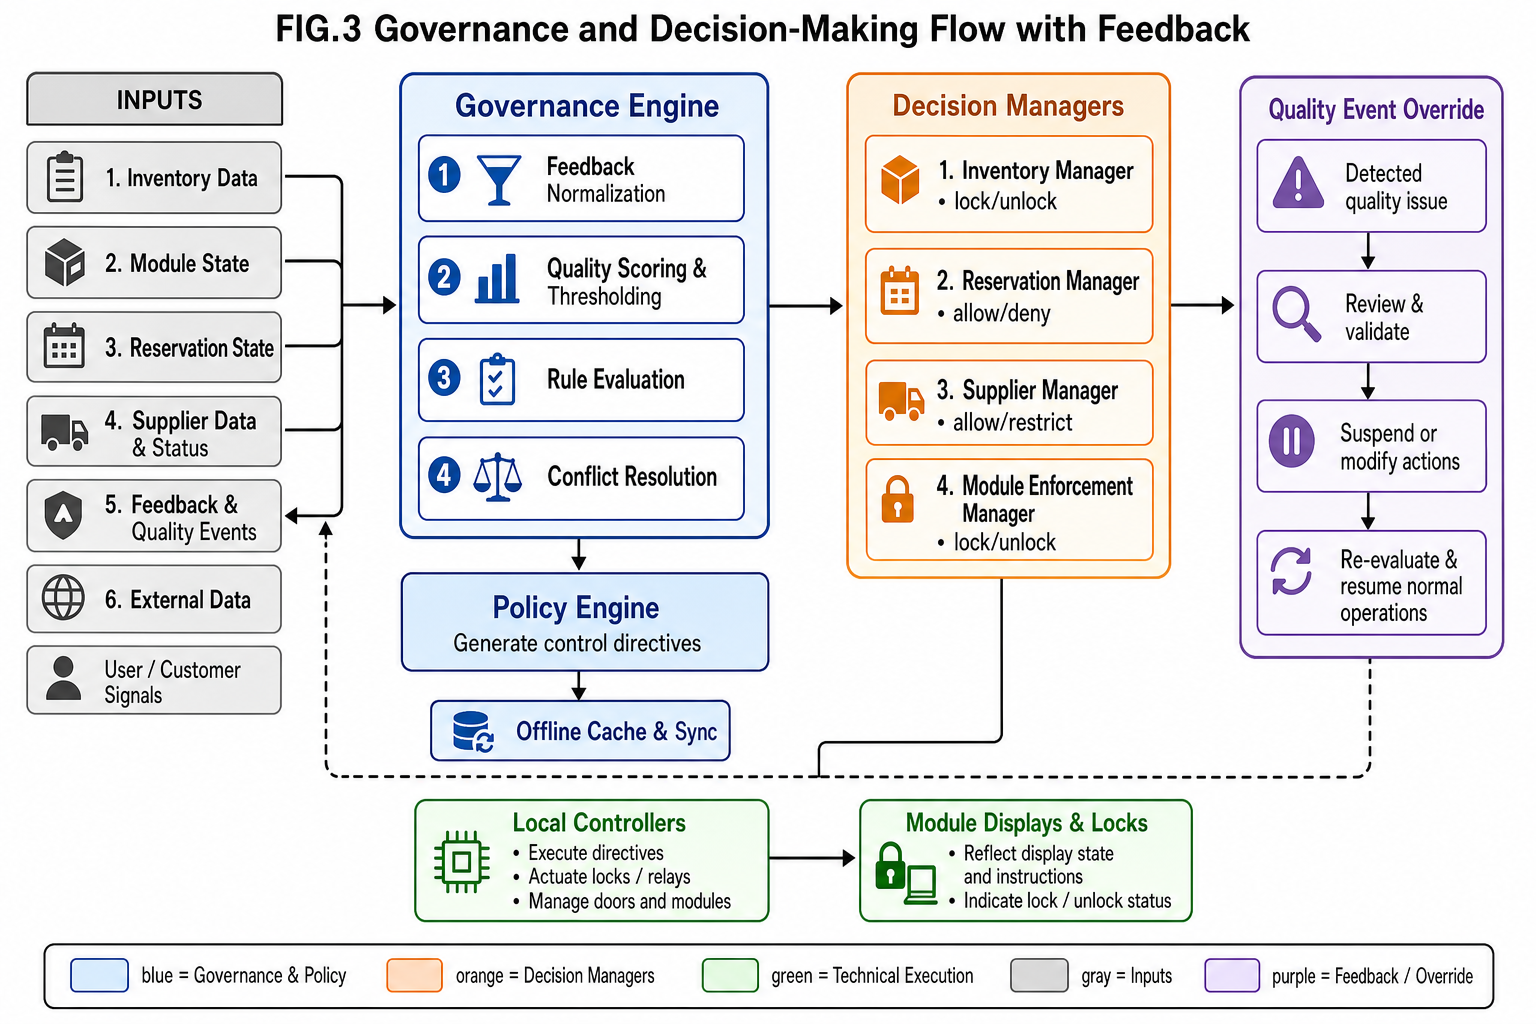 FIG.3 Governance and Decision-Making Flow with Feedback
INPUTS
1. Inventory Data
2. Module State
3. Reservation State
4. Supplier Data
& Status
5. Feedback &
Quality Events
6. External Data
User / Customer
Signals
Governance Engine
1
Feedback
Normalization
2
Quality Scoring &
Thresholding
3
Rule Evaluation
4
Conflict Resolution
Policy Engine
Generate control directives
Offline Cache & Sync
Decision Managers
1. Inventory Manager
• lock/unlock
2. Reservation Manager
• allow/deny
3. Supplier Manager
• allow/restrict
4. Module Enforcement
Manager
• lock/unlock
Quality Event Override
Detected
quality issue
Review &
validate
Suspend or
modify actions
Re-evaluate &
resume normal
operations
Local Controllers
• Execute directives
• Actuate locks / relays
• Manage doors and modules
Module Displays & Locks
• Reflect display state
and instructions
• Indicate lock / unlock status
blue = Governance & Policy
orange = Decision Managers
green = Technical Execution
gray = Inputs
purple = Feedback / Override